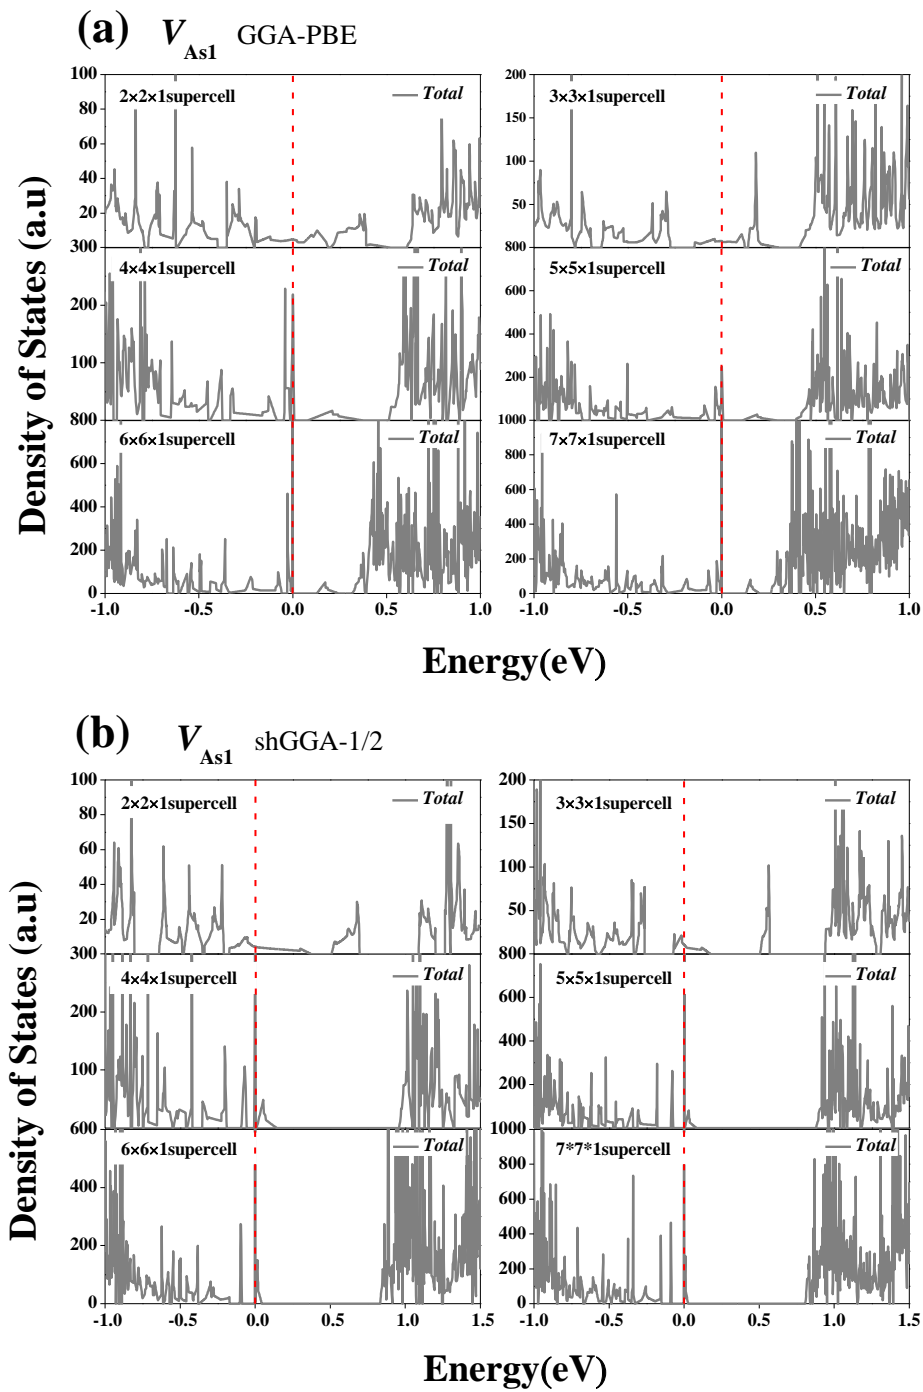 (a) V As1 GGA-PBE
Density of States (a.u)
100
80
60
40
20
2×2×1supercell
Total
200
150
100
50
3×3×1supercell
Total
300
200
100
4×4×1supercell
Total
800
600
400
200
5×5×1supercell
Total
800
600
400
200
0
6×6×1supercell
Total
1000
800
600
400
200
0
7×7×1supercell
Total
-1.0 -0.5 0.0 0.5 1.0
-1.0 -0.5 0.0 0.5 1.0
Energy(eV)
(b) V As1 shGGA-1/2
Density of States (a.u)
100
80
60
40
20
2×2×1supercell
Total
200
150
100
50
3×3×1supercell
Total
300
200
100
4×4×1supercell
Total
800
600
400
200
5×5×1supercell
Total
600
400
200
0
6×6×1supercell
Total
1000
800
600
400
200
0
7*7*1supercell
Total
-1.0 -0.5 0.0 0.5 1.0 1.5
-1.0 -0.5 0.0 0.5 1.0 1.5
Energy(eV)